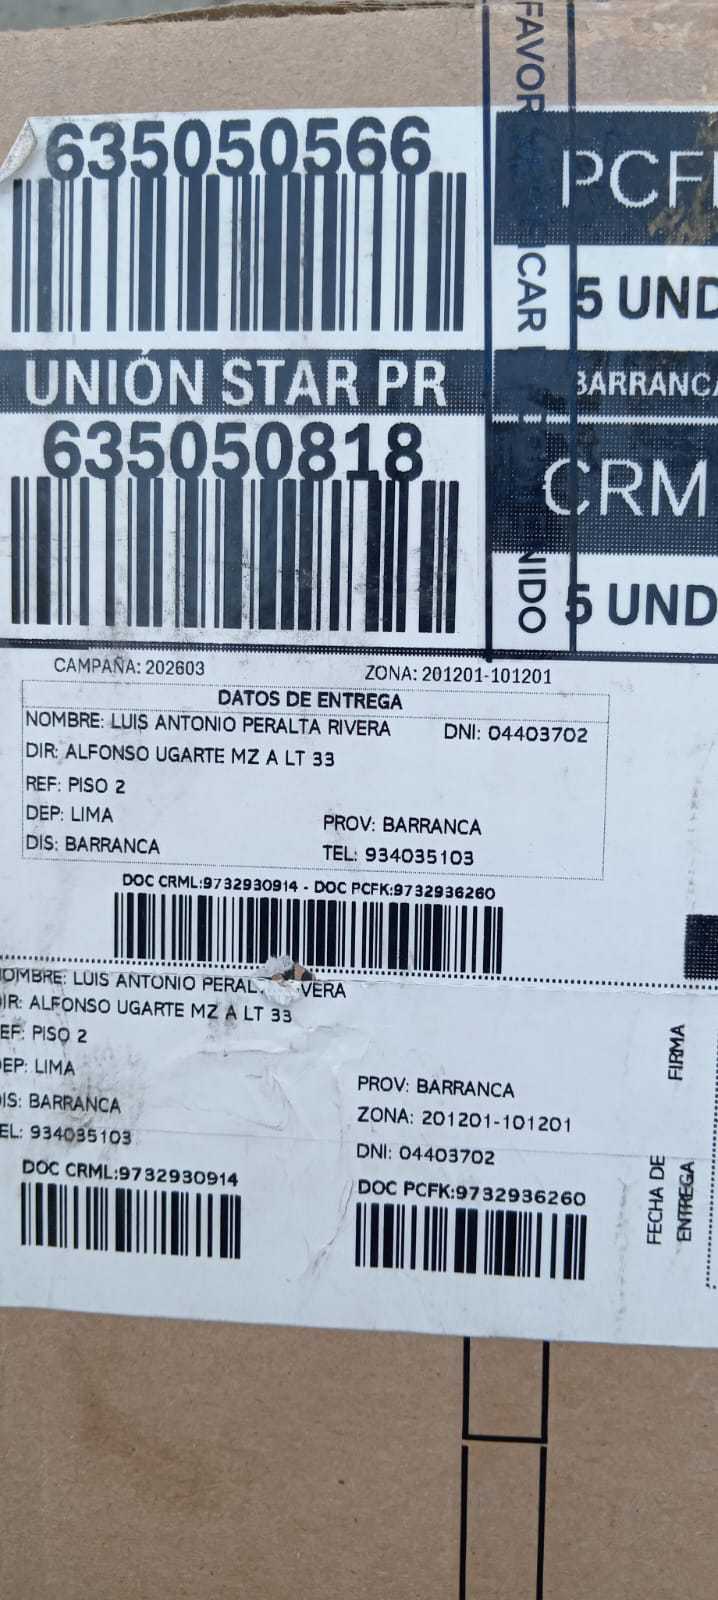 635050566
PCF
5 UND
UNIÓN STAR PR
BARRANCA
635050818
CRM
5 UND
FAVOR
NIDO
CAMPAÑA: 202603
ZONA: 201201-101201
DATOS DE ENTREGA
NOMBRE: LUIS ANTONIO PERALTA RIVERA DNI: 04403702
DIR: ALFONSO UGARTE MZ A LT 33
REF: PISO 2
DEP: LIMA PROV: BARRANCA
DIS: BARRANCA TEL: 934035103
DOC CRML:9732930914 - DOC PCFK:9732936260
OMBRE: LUIS ANTONIO PERAL VERA
IR: ALFONSO UGARTE MZ A LT 33
EF: PISO 2
EP: LIMA PROV: BARRANCA
IS: BARRANCA ZONA: 201201-101201
EL: 934035103 DNI: 04403702
DOC CRML:9732930914 DOC PCFK:9732936260
FIRMA
FECHA DE
ENTREGA